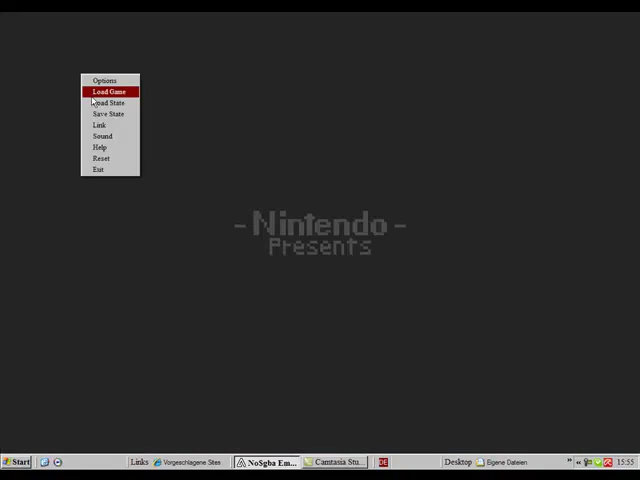 Options
Load Game
Load State
Save State
Link
Sound
Help
Reset
Exit
- Nintendo -
Presents
Start
Links
Vorgeschlagene Sites
NoSgba Em...
Camtasia Stu...
DE
Desktop
Eigene Dateien
»
«
15:55